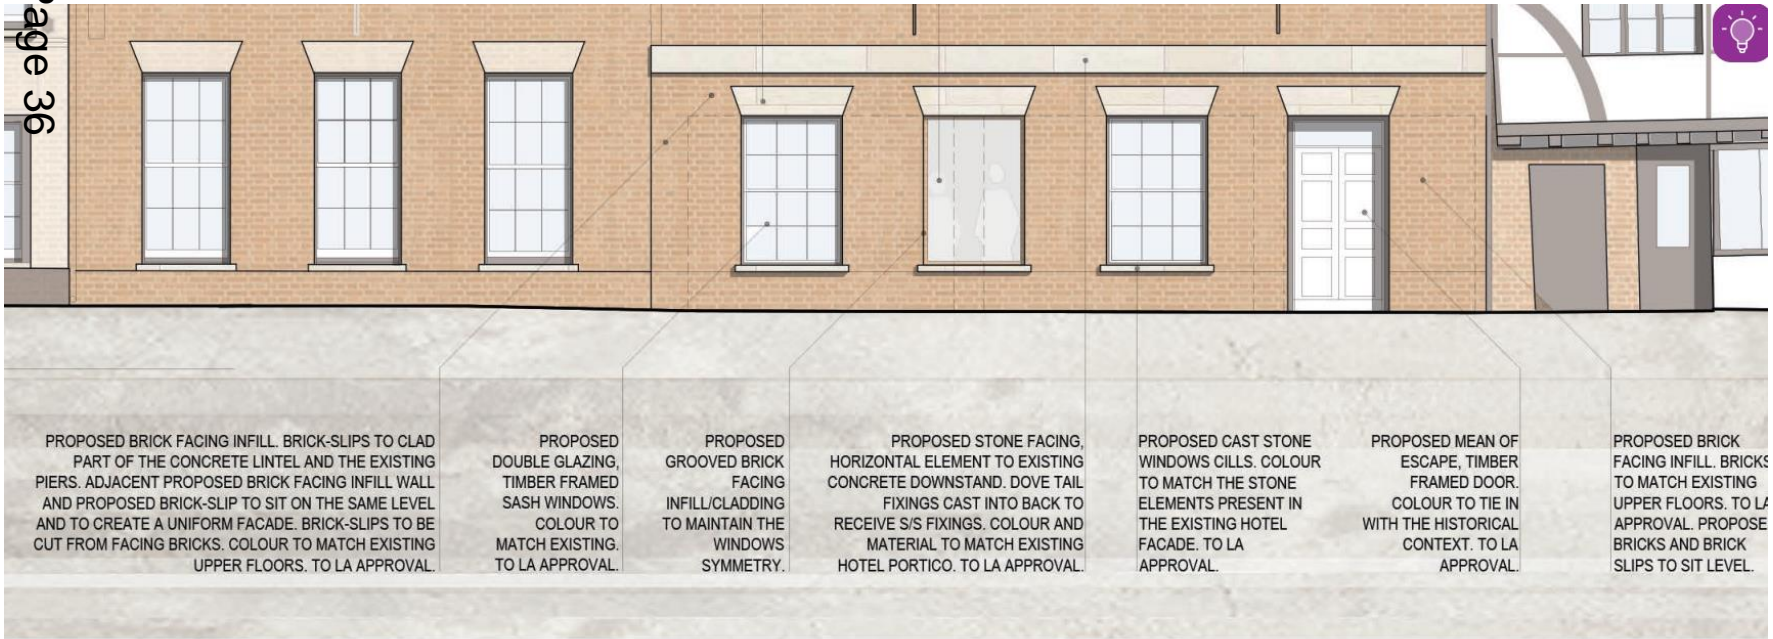 Page 36
PROPOSED BRICK FACING INFILL. BRICK-SLIPS TO CLAD
PART OF THE CONCRETE LINTEL AND THE EXISTING
PIERS. ADJACENT PROPOSED BRICK FACING INFILL WALL
AND PROPOSED BRICK-SLIP TO SIT ON THE SAME LEVEL
AND TO CREATE A UNIFORM FACADE. BRICK-SLIPS TO BE
CUT FROM FACING BRICKS. COLOUR TO MATCH EXISTING
UPPER FLOORS. TO LA APPROVAL.
PROPOSED
DOUBLE GLAZING,
TIMBER FRAMED
SASH WINDOWS.
COLOUR TO
MATCH EXISTING.
TO LA APPROVAL.
PROPOSED
GROOVED BRICK
FACING
INFILL/CLADDING
TO MAINTAIN THE
WINDOWS
SYMMETRY.
PROPOSED STONE FACING,
HORIZONTAL ELEMENT TO EXISTING
CONCRETE DOWNSTAND. DOVE TAIL
FIXINGS CAST INTO BACK TO
RECEIVE S/S FIXINGS. COLOUR AND
MATERIAL TO MATCH EXISTING
HOTEL PORTICO. TO LA APPROVAL.
PROPOSED CAST STONE
WINDOWS CILLS. COLOUR
TO MATCH THE STONE
ELEMENTS PRESENT IN
THE EXISTING HOTEL
FACADE. TO LA
APPROVAL.
PROPOSED MEAN OF
ESCAPE, TIMBER
FRAMED DOOR.
COLOUR TO TIE IN
WITH THE HISTORICAL
CONTEXT. TO LA
APPROVAL.
PROPOSED BRICK
FACING INFILL. BRICKS
TO MATCH EXISTING
UPPER FLOORS. TO LA
APPROVAL. PROPOSE
BRICKS AND BRICK
SLIPS TO SIT LEVEL.